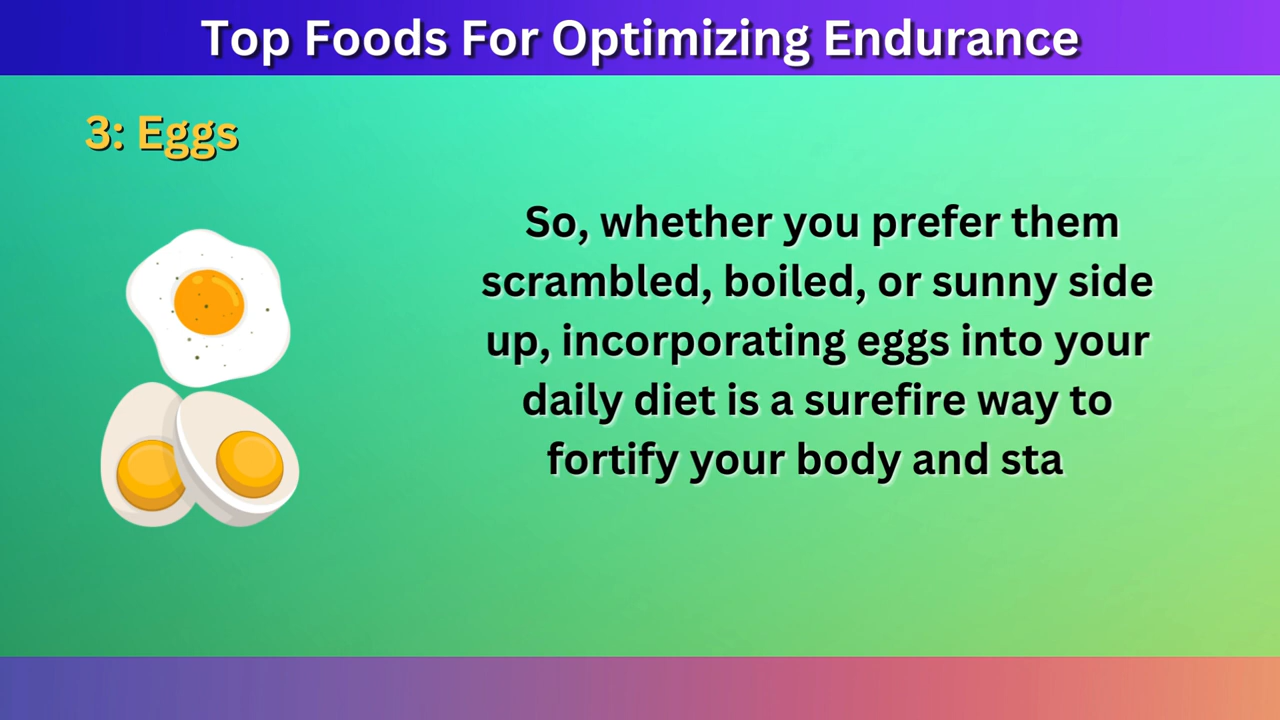 Top Foods For Optimizing Endurance
3: Eggs
So, whether you prefer them
scrambled, boiled, or sunny side
up, incorporating eggs into your
daily diet is a surefire way to
fortify your body and sta